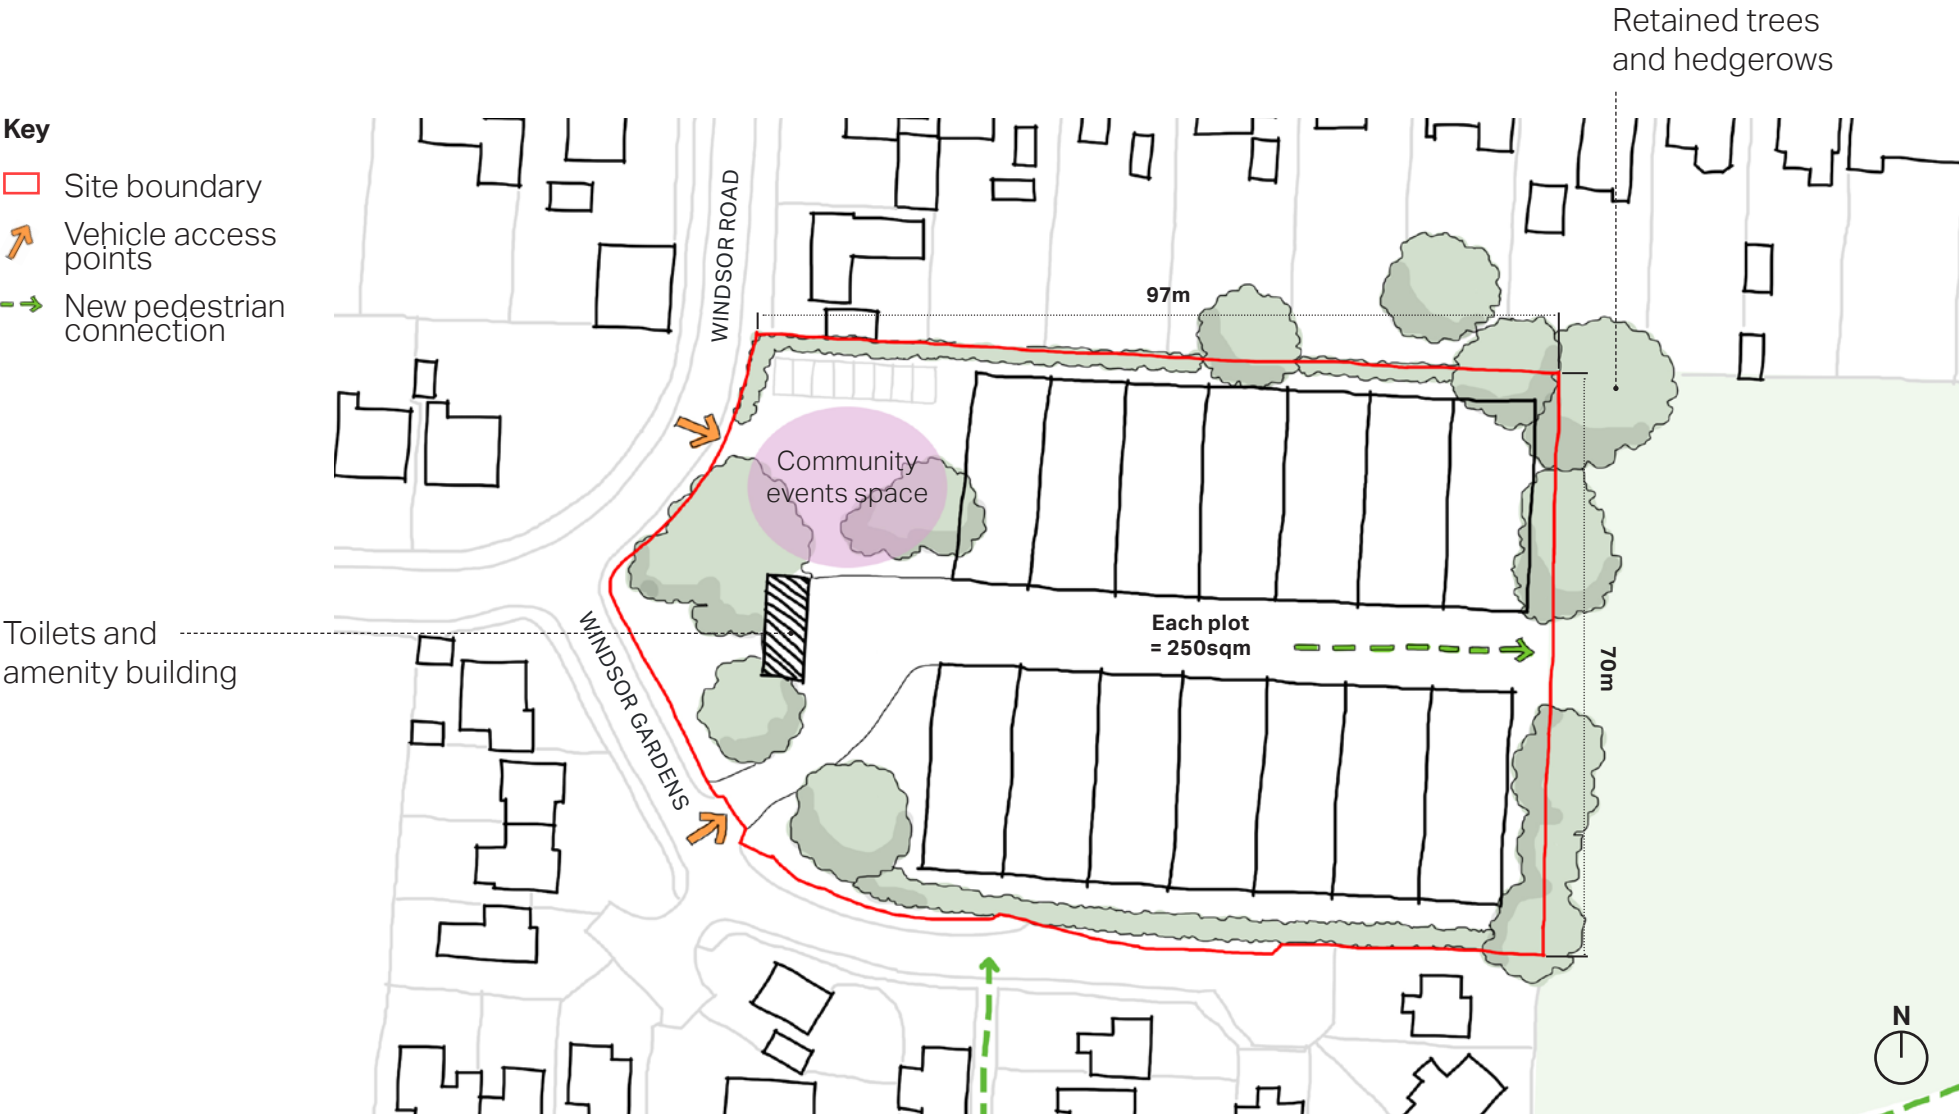 Retained trees
and hedgerows
Key
Site boundary
Vehicle access
points
New pedestrian
connection
WINDSOR ROAD
97m
Community
events space
Toilets and
amenity building
WINDSOR GARDENS
Each plot
= 250sqm
70m
N